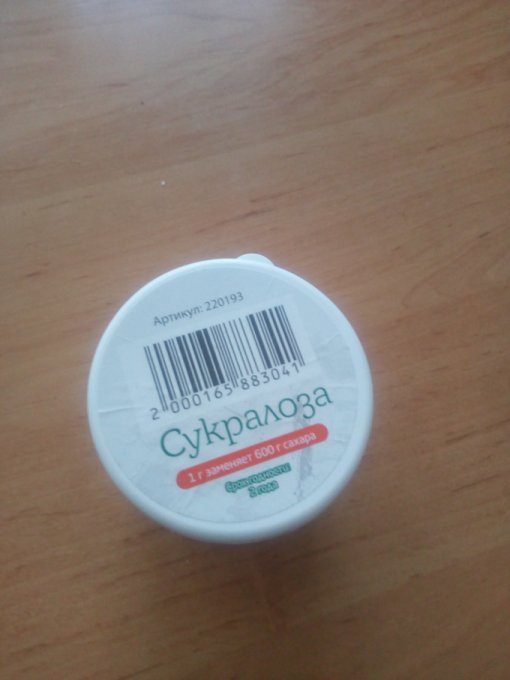 Артикул: 220193
2 000165 883041
Сукралоза
1 г заменяет 600 г сахара
Срок годности:
2 года